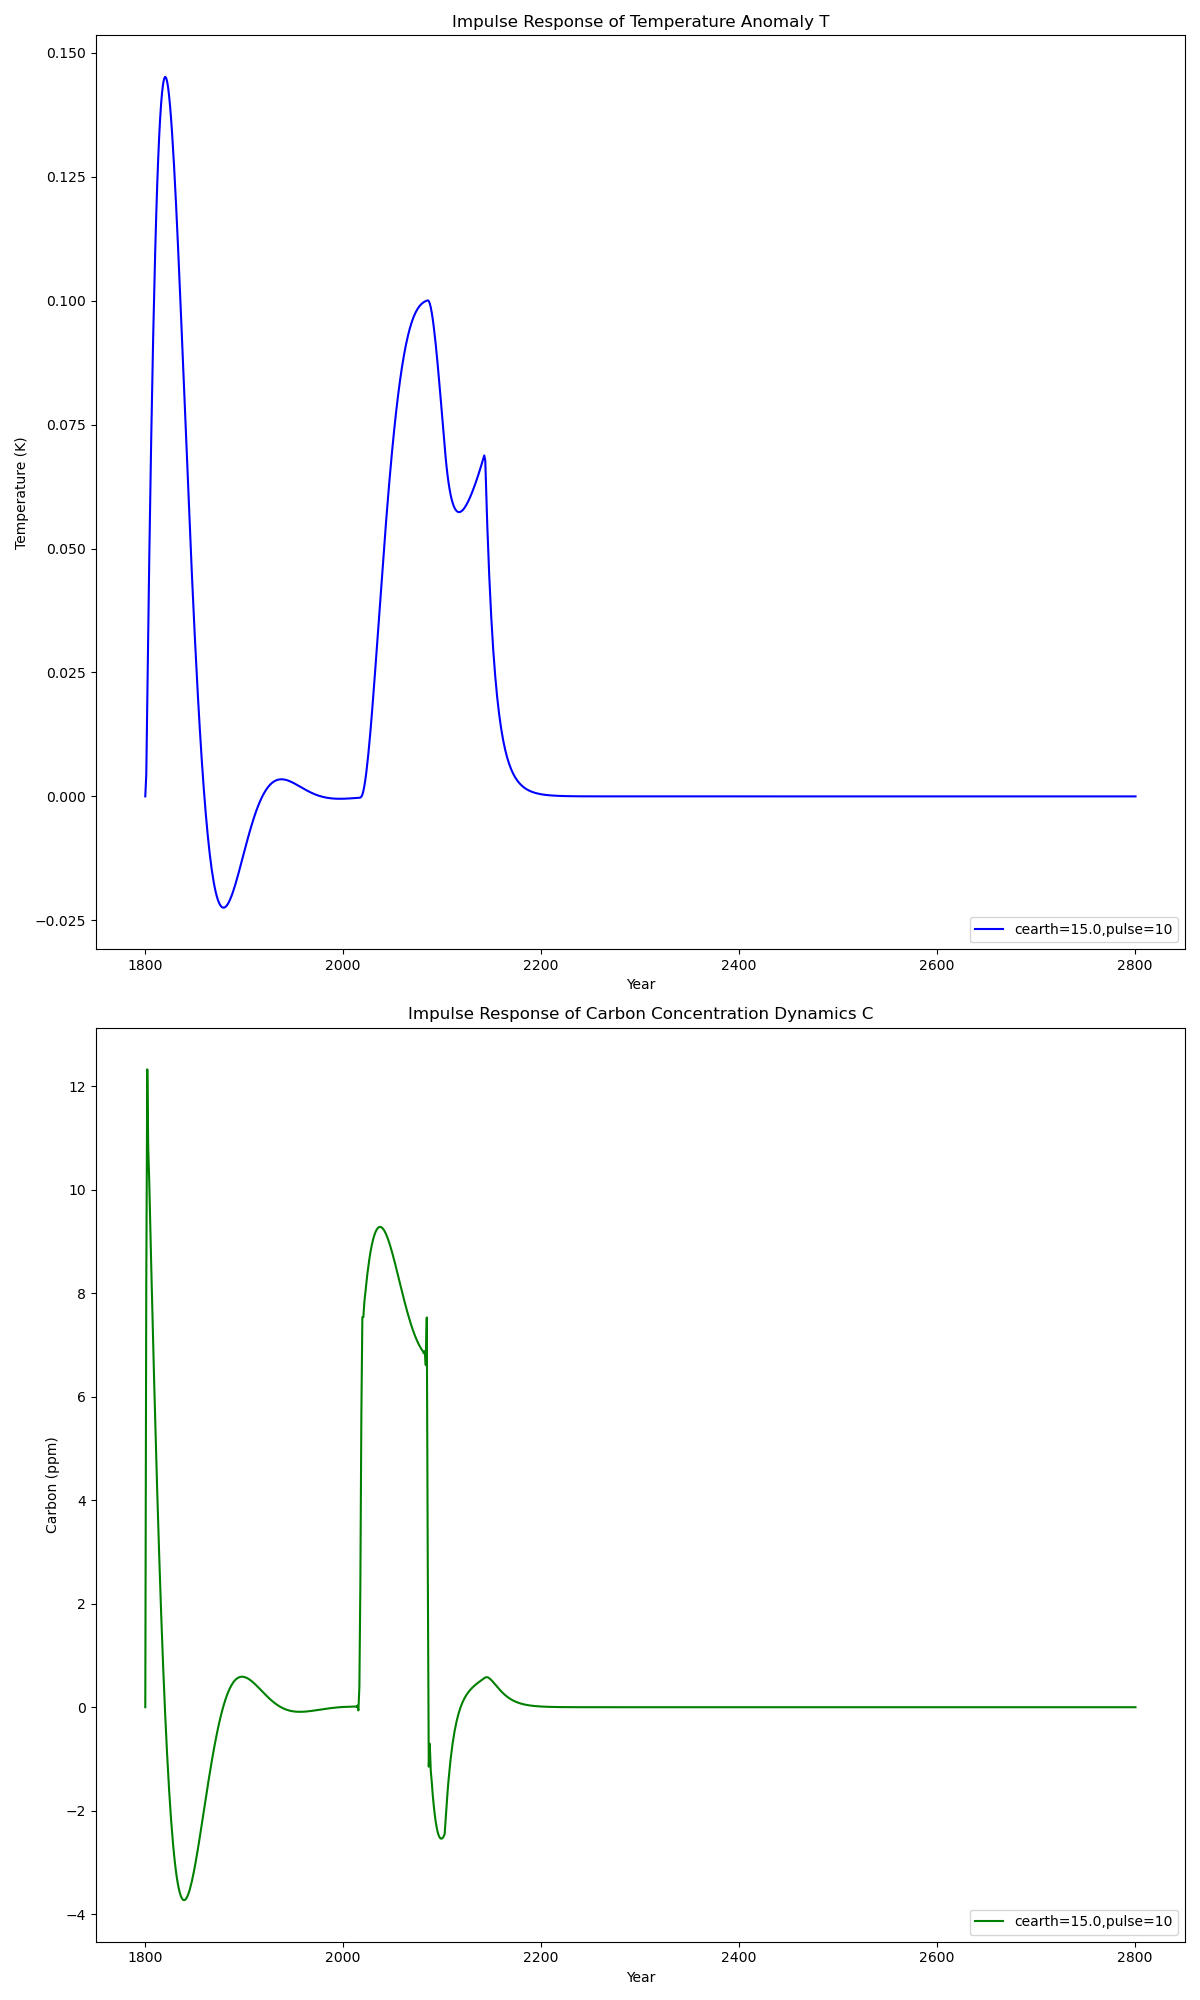 Impulse Response of Temperature Anomaly T
0.150
0.125
0.100
0.075
0.050
0.025
0.000
−0.025
Temperature (K)
cearth=15.0,pulse=10
1800 2000 2200 2400 2600 2800
Year
Impulse Response of Carbon Concentration Dynamics C
12
10
8
6
4
2
0
−2
−4
Carbon (ppm)
cearth=15.0,pulse=10
1800 2000 2200 2400 2600 2800
Year